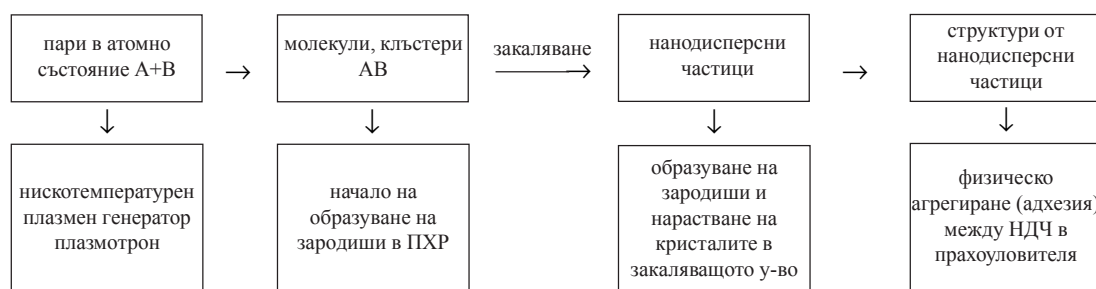 пари в атомно
състояние A+B
молекули, клъстери
AB
закаляване
нанодисперсни
частици
структури от
нанодисперсни
частици
нискотемпературен
плазмен генератор
плазмотрон
начало на
образуване на
зародиши в ПХР
образуване на
зародиши и
нарастване на
кристалите в
закаляващото у-во
физическо
агрегиране (адхезия)
между НДЧ в
прахоуловителя